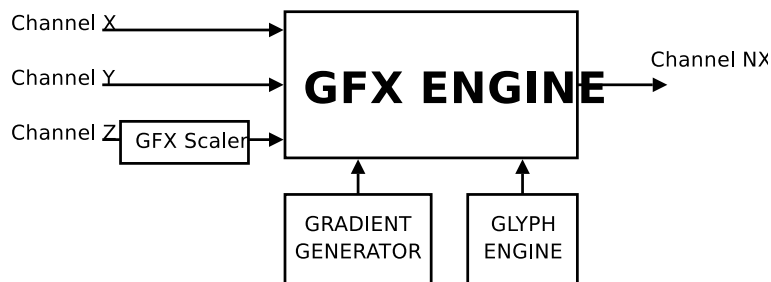 Channel X
Channel Y
Channel Z
GFX Scaler
GFX ENGINE
Channel NX
GRADIENT
GENERATOR
GLYPH
ENGINE